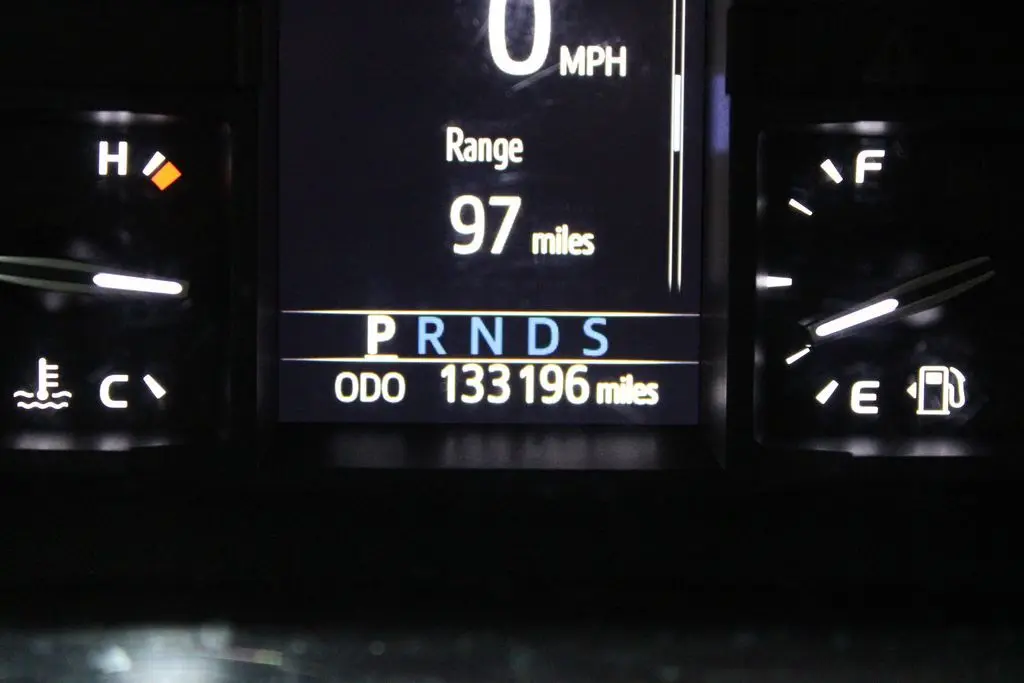 0 MPH
Range
97 miles
H
F
P R N D S
ODO 133196 miles
C
E